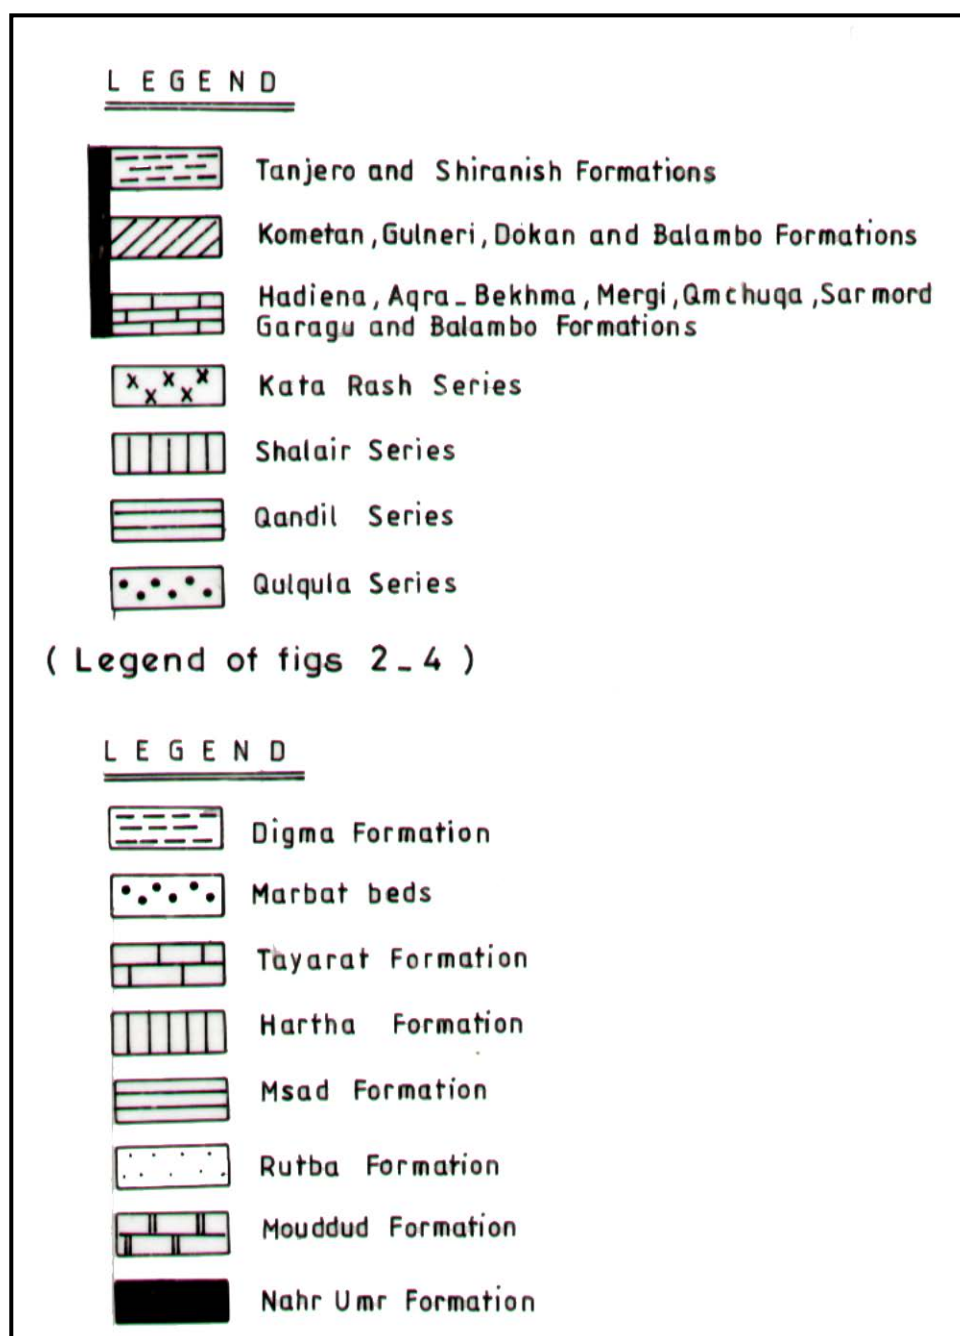 LEGEND
Tanjero and Shiranish Formations
Kometan, Gulneri, Dokan and Balambo Formations
Hadiena, Aqra-Bekhma, Mergi, Qmchuqa, Sarmord
Garagu and Balambo Formations
Kata Rash Series
Shalair Series
Qandil Series
Qulqula Series
( Legend of figs 2-4 )
LEGEND
Digma Formation
Marbat beds
Tayarat Formation
Hartha Formation
Msad Formation
Rutba Formation
Mouddud Formation
Nahr Umr Formation